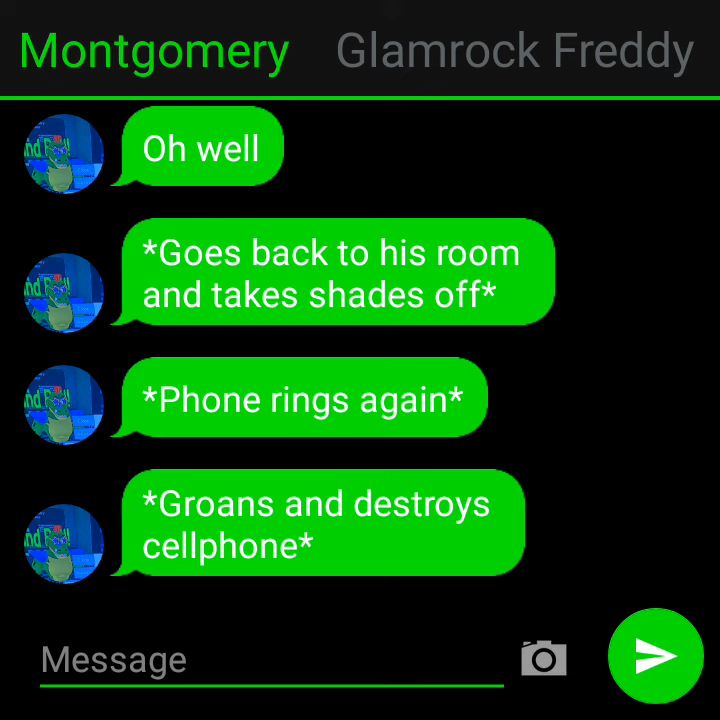 Montgomery Glamrock Freddy
Oh well
*Goes back to his room
and takes shades off*
*Phone rings again*
*Groans and destroys
cellphone*
Message